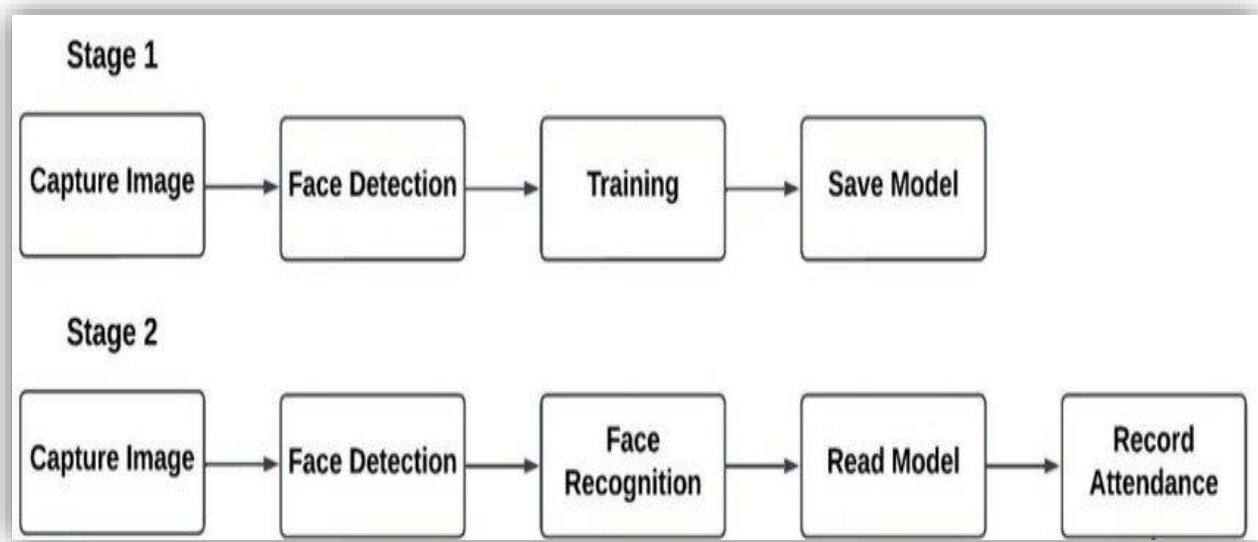 Stage 1
Capture Image
Face Detection
Training
Save Model
Stage 2
Capture Image
Face Detection
Face
Recognition
Read Model
Record
Attendance